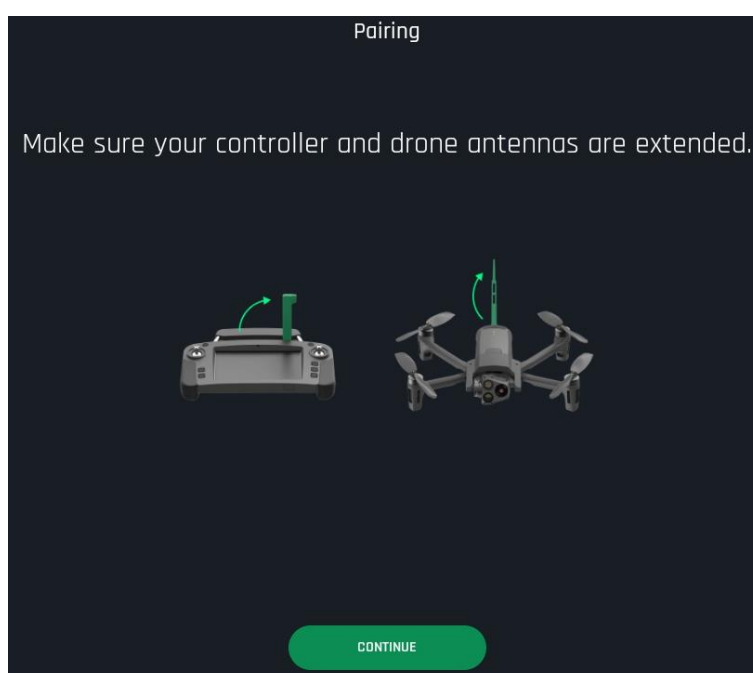 Pairing
Make sure your controller and drone antennas are extended.
CONTINUE